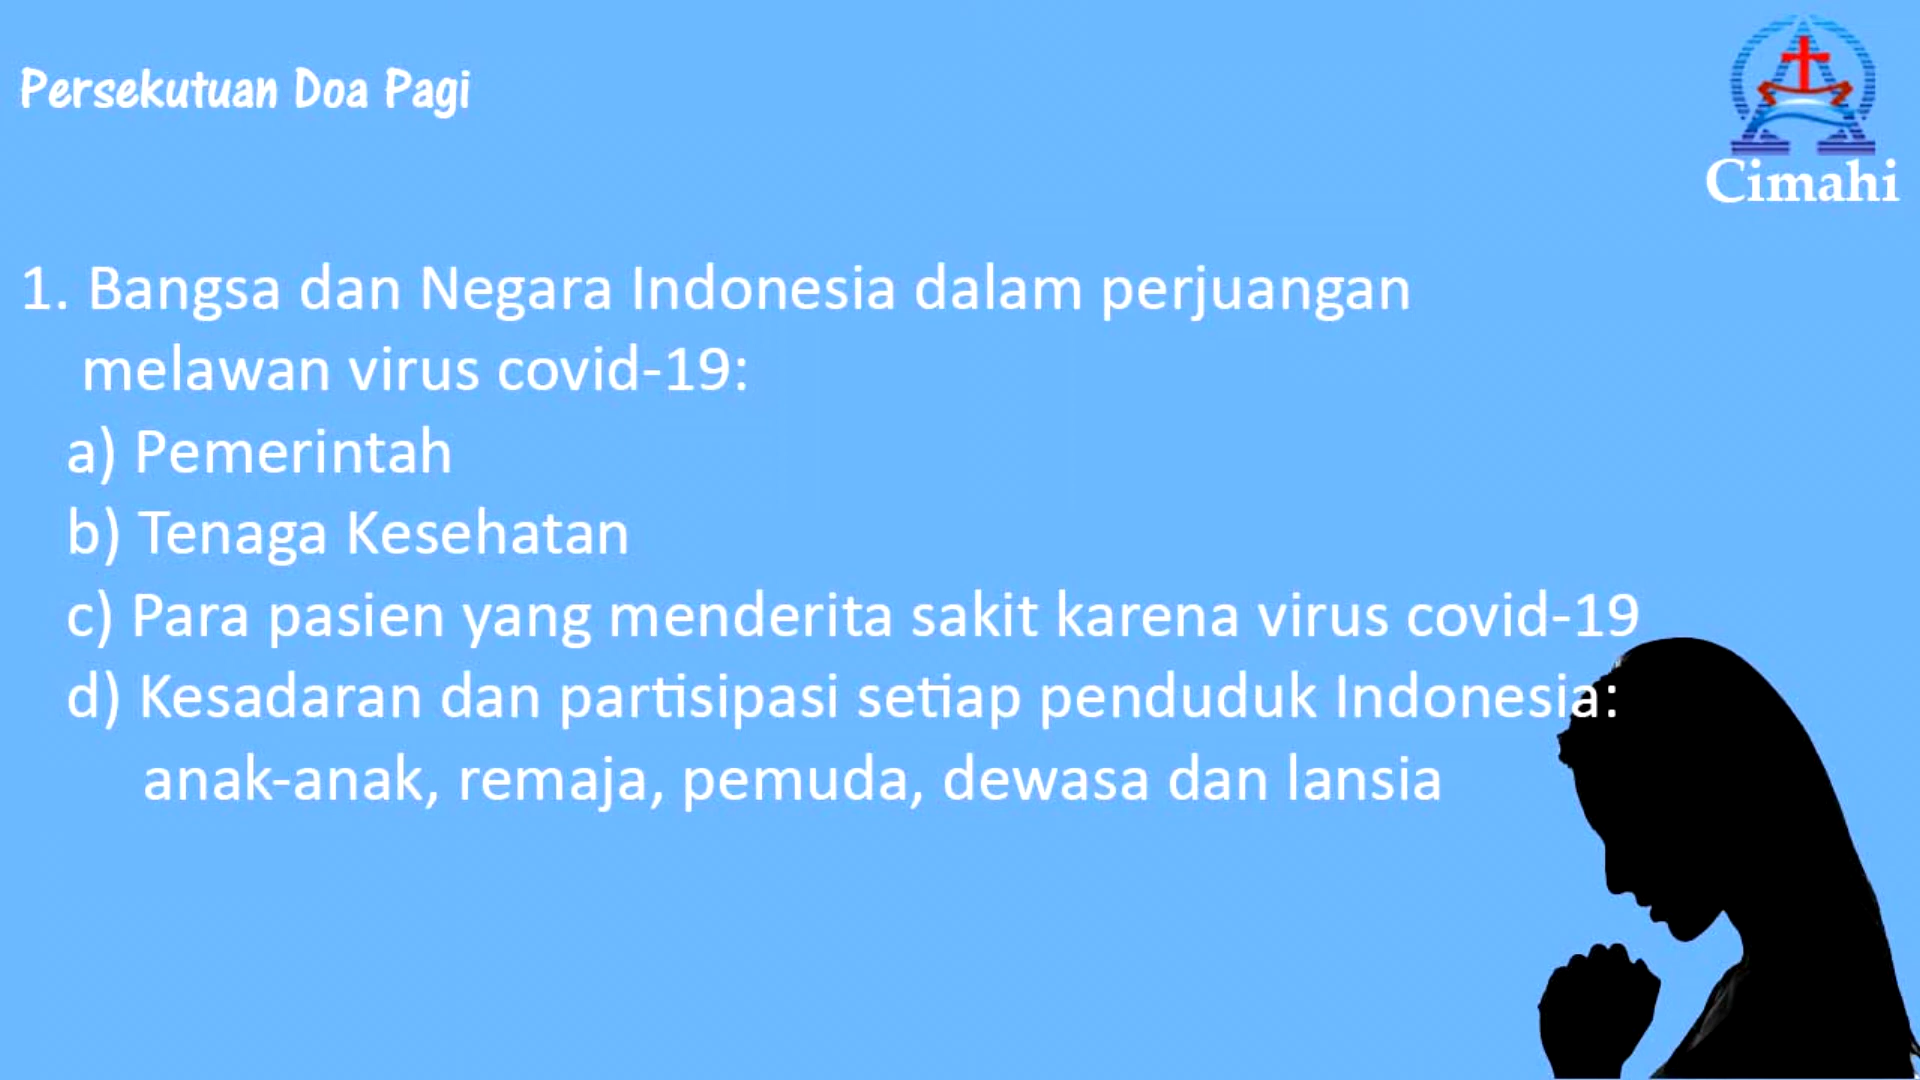 Persekutuan Doa Pagi
Cimahi
1. Bangsa dan Negara Indonesia dalam perjuangan
melawan virus covid-19:
a) Pemerintah
b) Tenaga Kesehatan
c) Para pasien yang menderita sakit karena virus covid-19
d) Kesadaran dan partisipasi setiap penduduk Indonesia:
anak-anak, remaja, pemuda, dewasa dan lansia